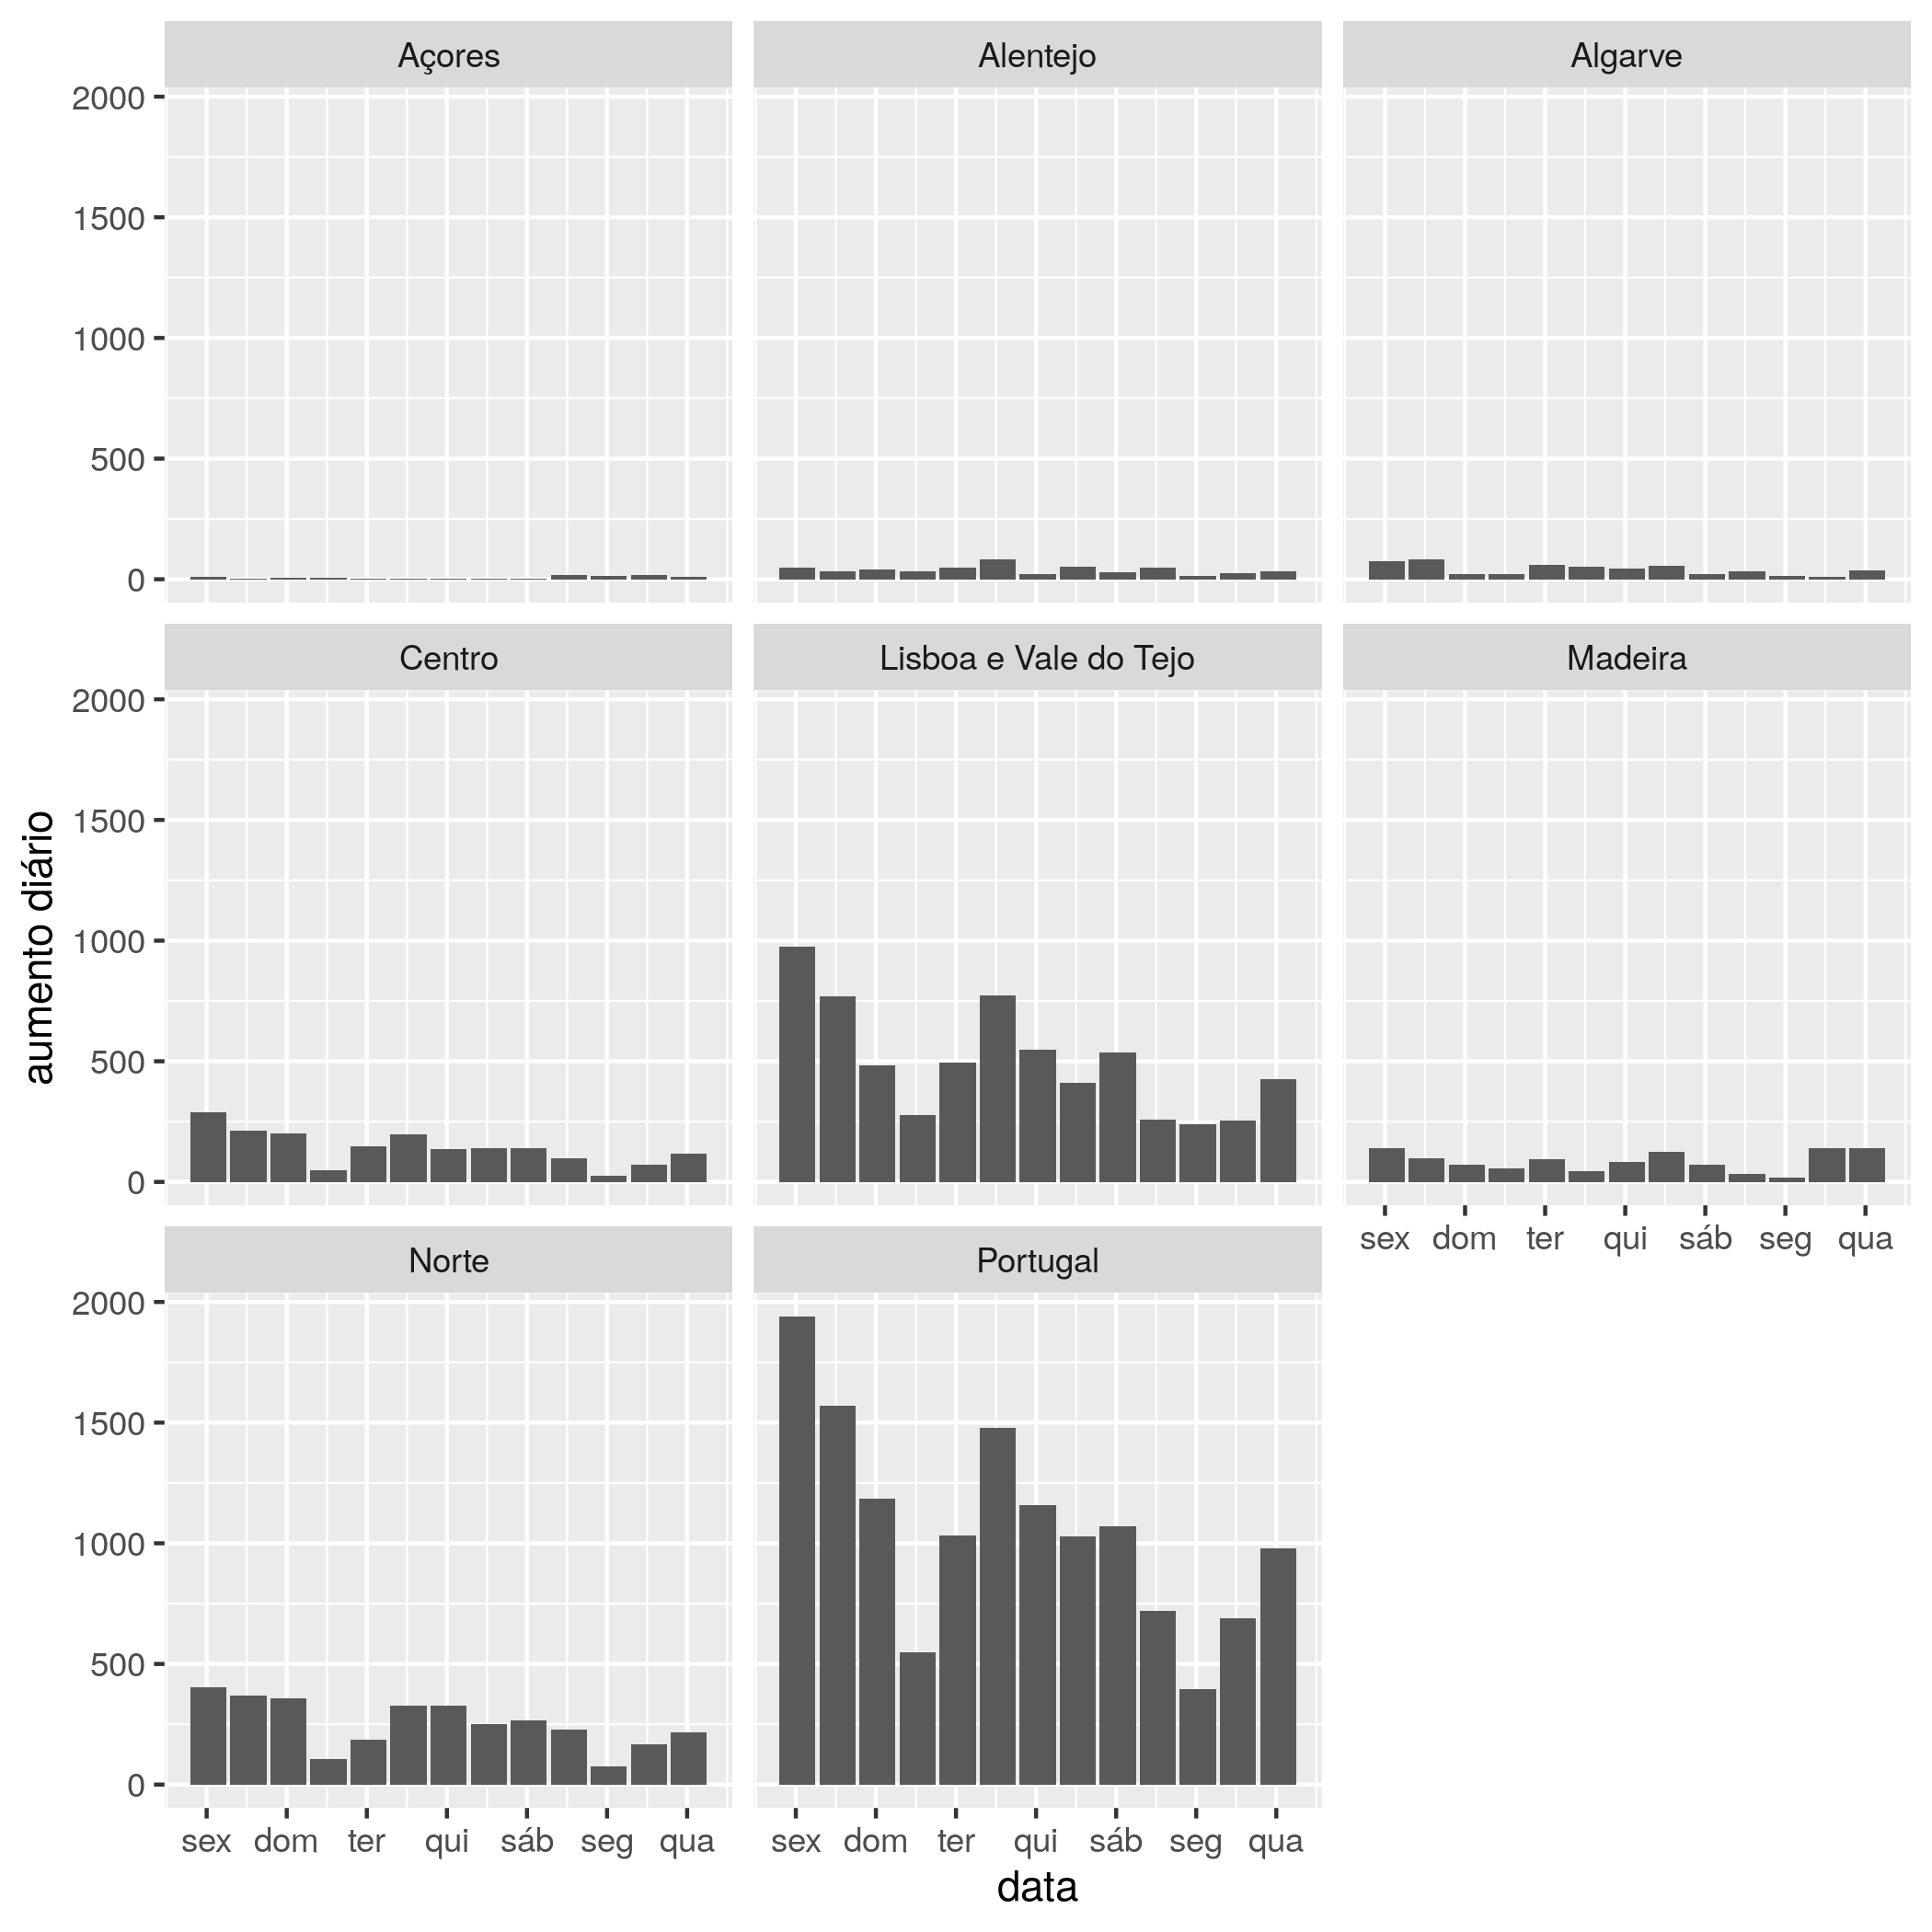 Açores Alentejo Algarve
2000
1500
1000
500
0
Centro Lisboa e Vale do Tejo Madeira
2000
1500
1000
500
0
sex dom ter qui sáb seg qua
Norte Portugal
2000
1500
1000
500
0
sex dom ter qui sáb seg qua sex dom ter qui sáb seg qua
data
aumento diário